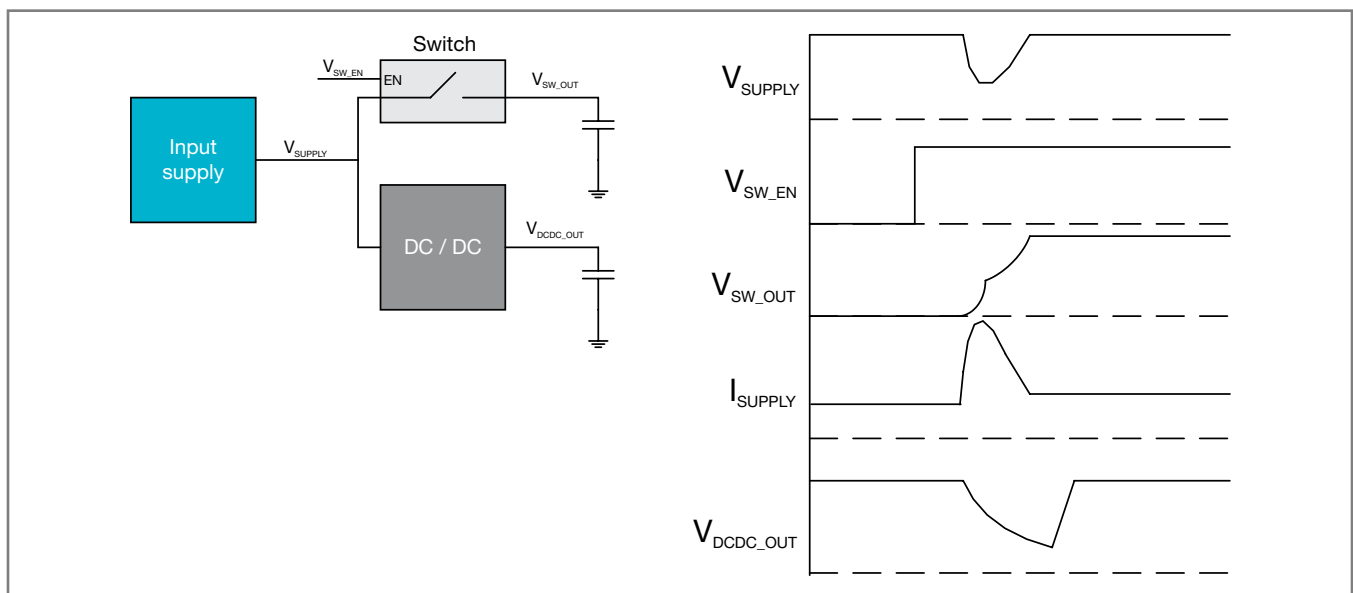 Switch
V_SW_EN
EN
V_SW_OUT
Input
supply
V_SUPPLY
DC / DC
V_DCDC_OUT
V_SUPPLY
V_SW_EN
V_SW_OUT
I_SUPPLY
V_DCDC_OUT